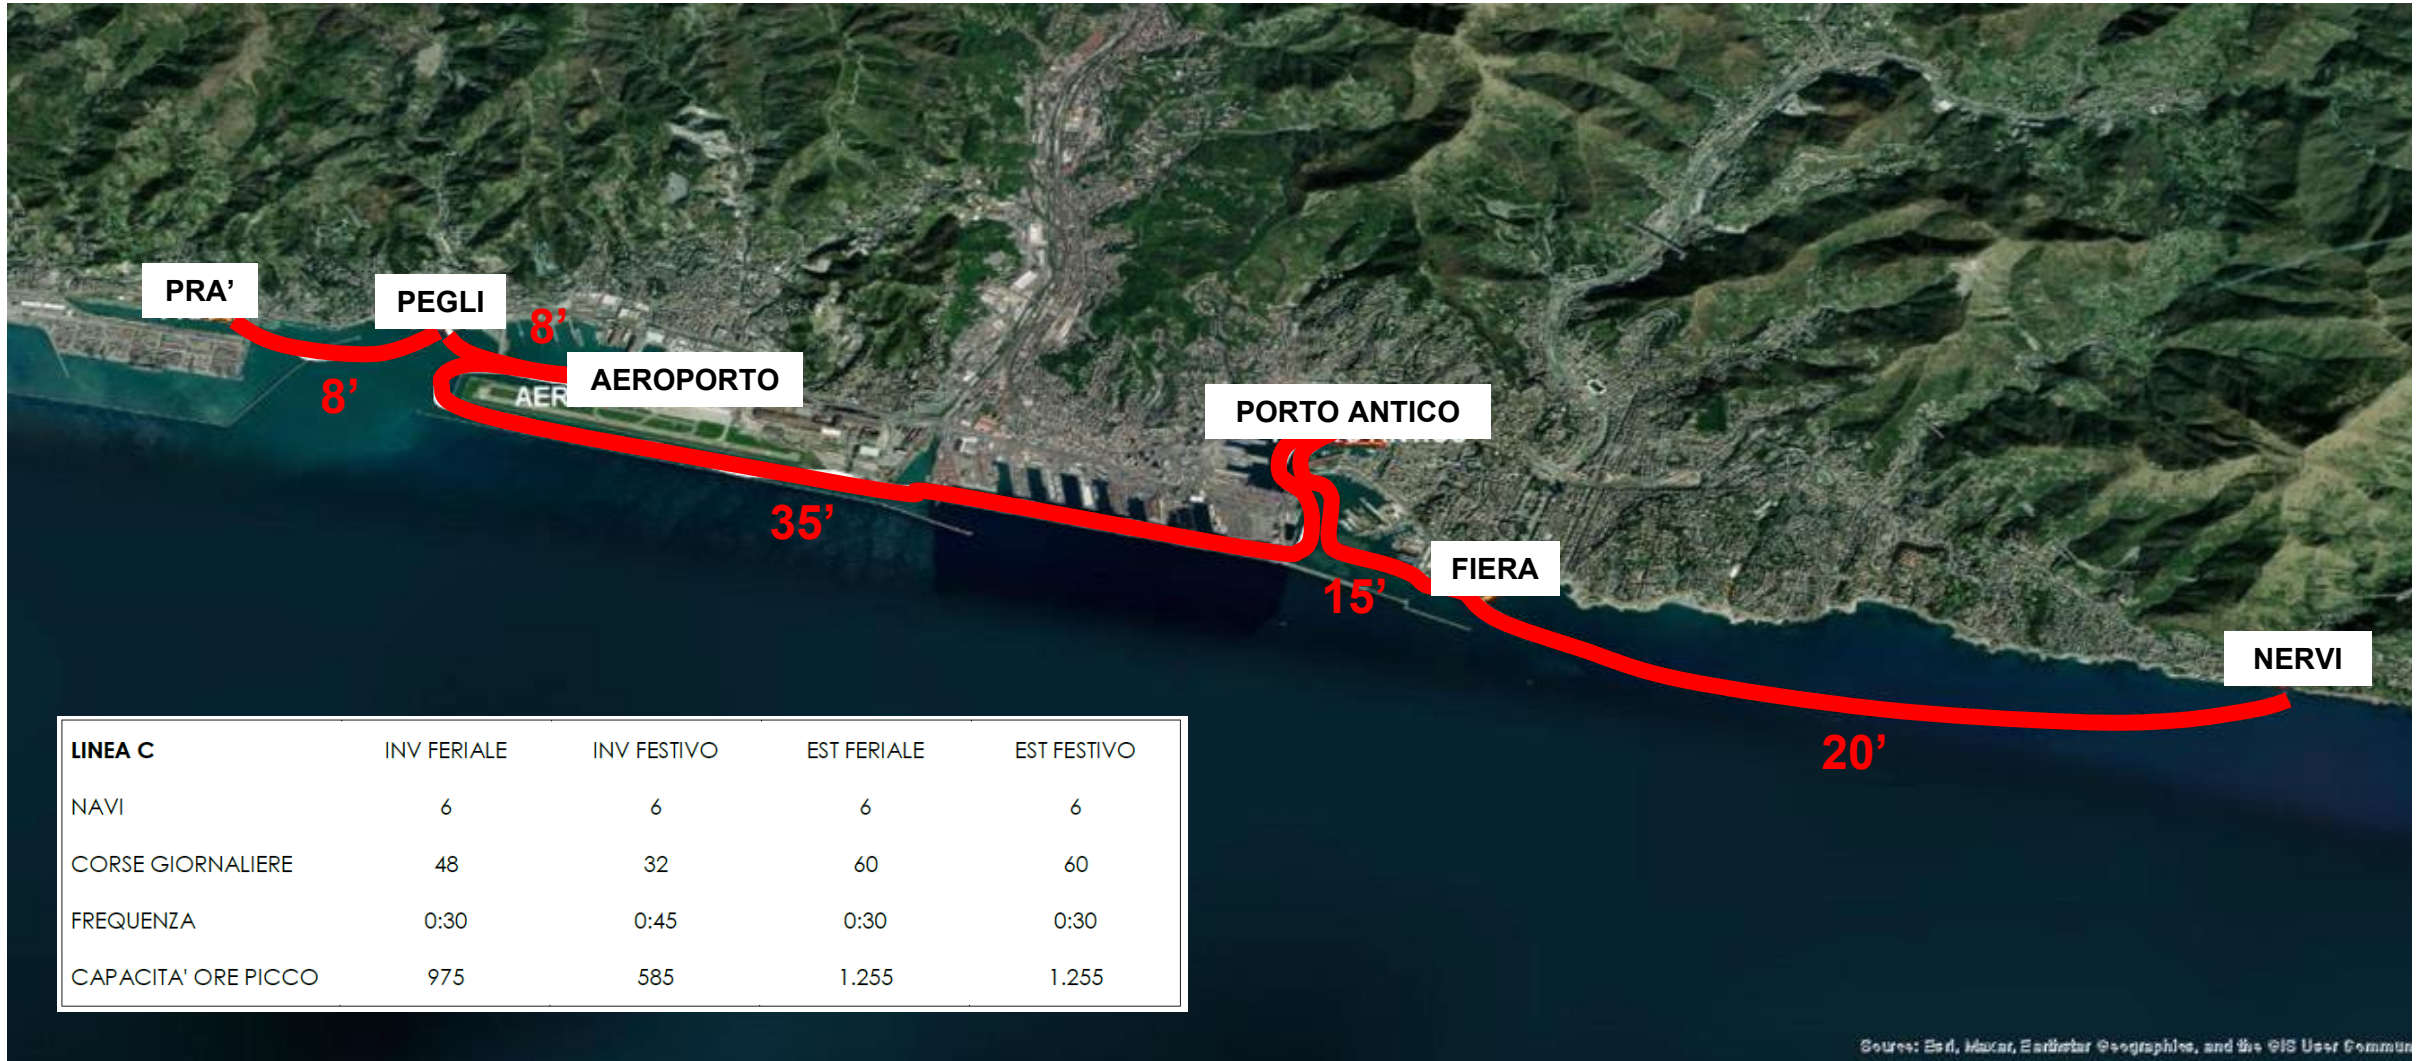 PRA’
PEGLI
8’
8’
AEROPORTO
AER
PORTO ANTICO
35’
FIERA
15’
NERVI
20’
LINEA C INV FERIALE INV FESTIVO EST FERIALE EST FESTIVO
NAVI 6 6 6 6
CORSE GIORNALIERE 48 32 60 60
FREQUENZA 0:30 0:45 0:30 0:30
CAPACITA' ORE PICCO 975 585 1.255 1.255
Source: Esri, Maxar, Earthstar Geographics, and the GIS User Commun